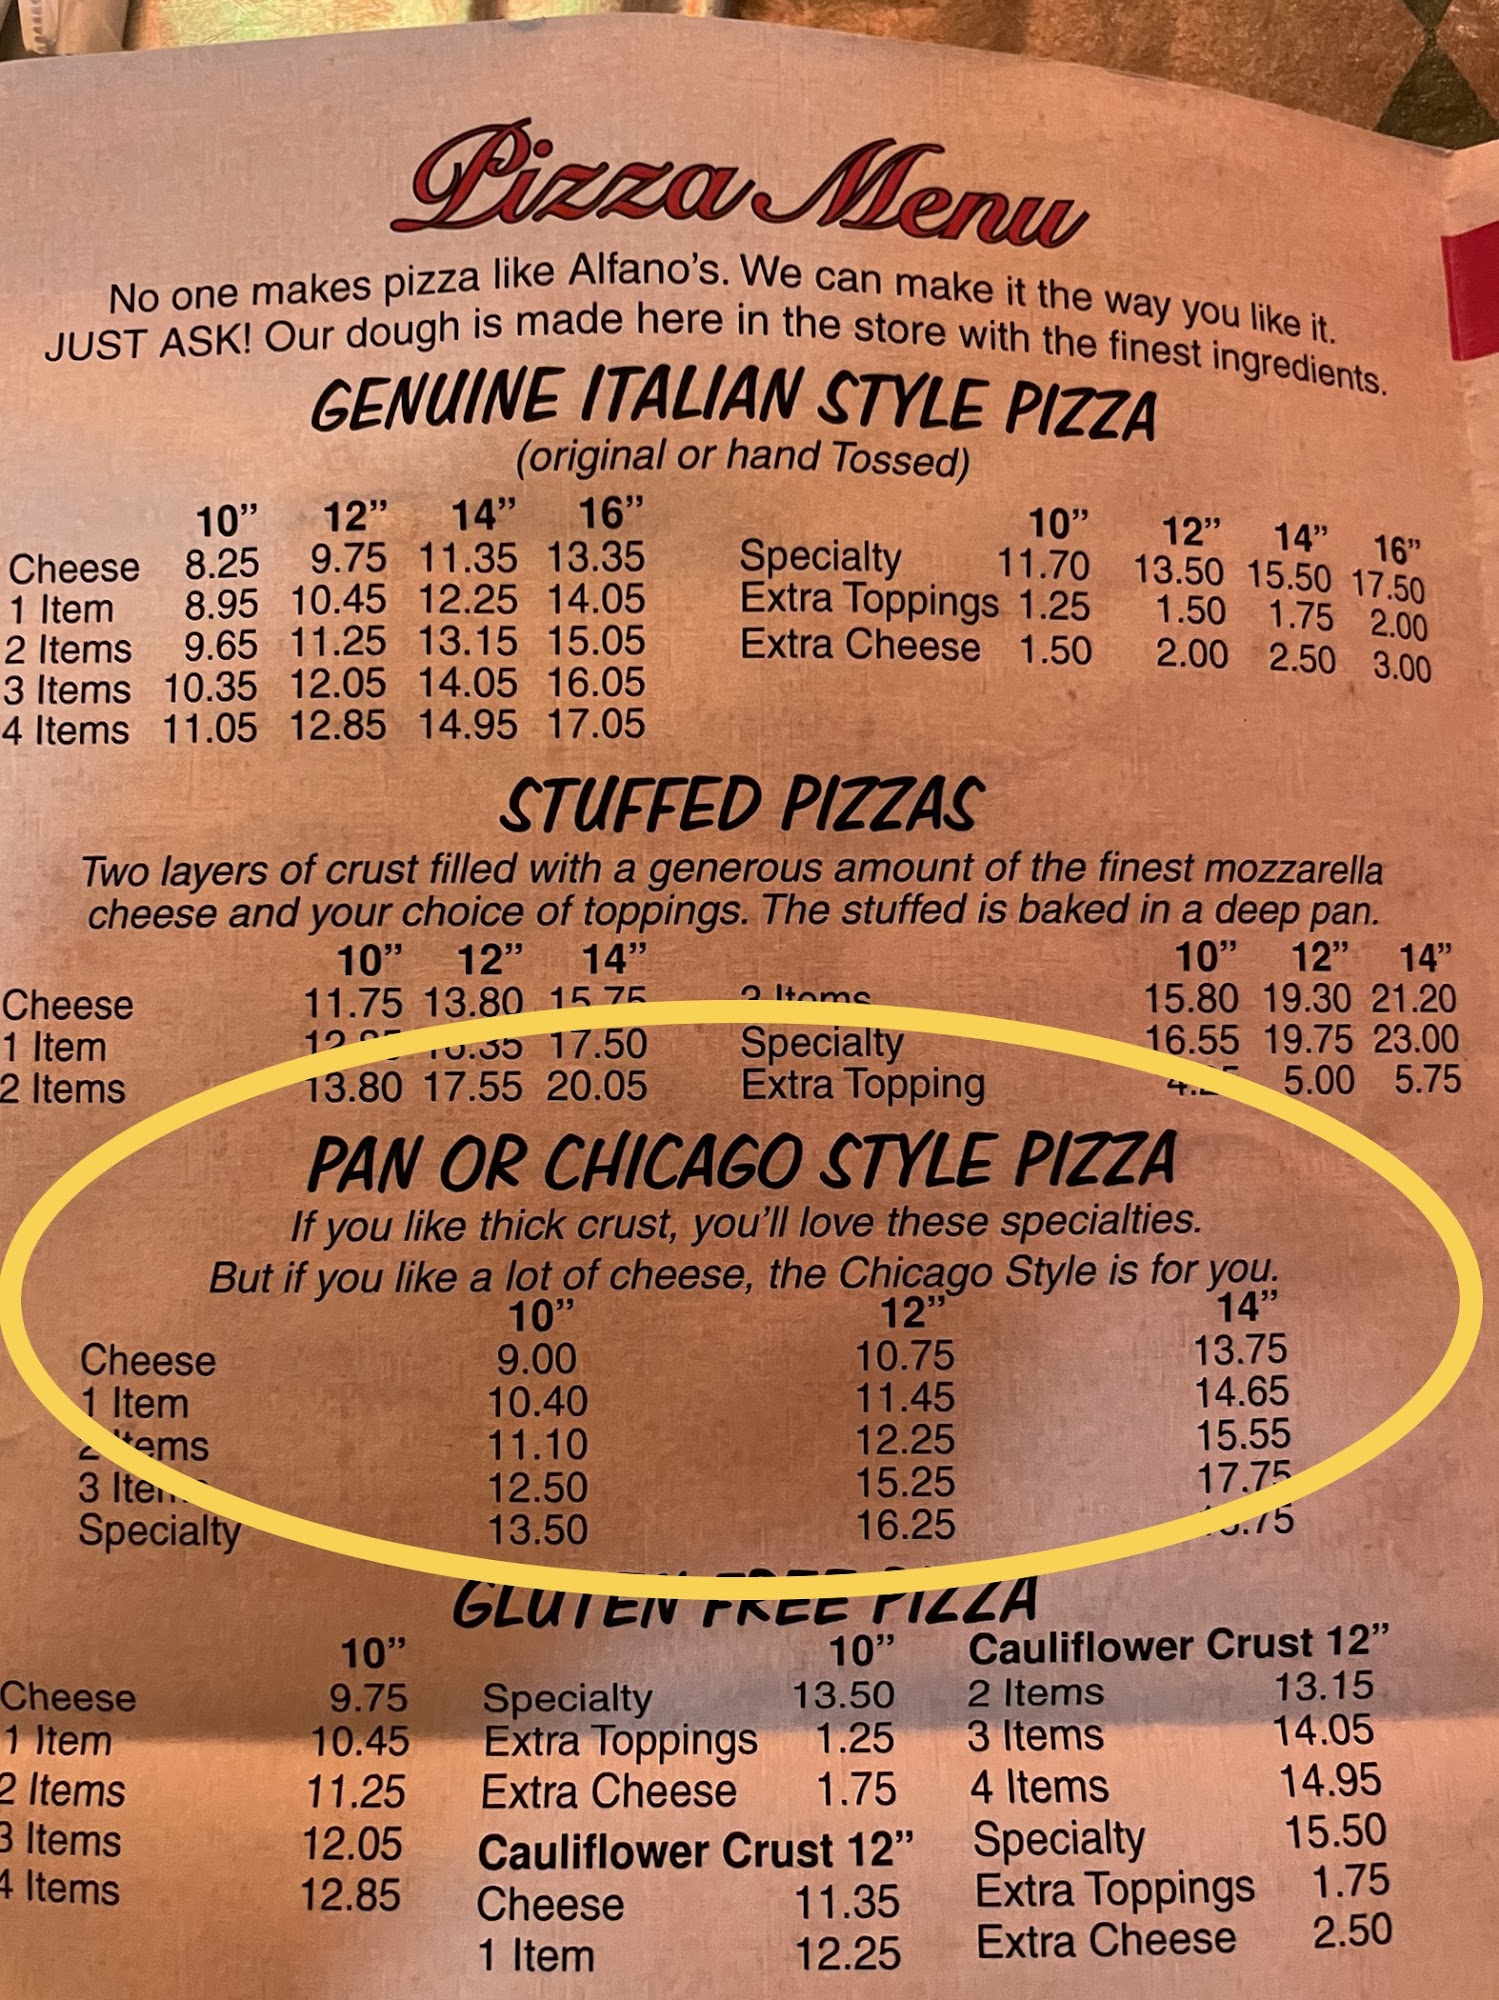 Pizza Menu
No one makes pizza like Alfano's. We can make it the way you like it.
JUST ASK! Our dough is made here in the store with the finest ingredients.
GENUINE ITALIAN STYLE PIZZA
(original or hand Tossed)
10” 12” 14” 16”
Cheese 8.25 9.75 11.35 13.35
1 Item 8.95 10.45 12.25 14.05
2 Items 9.65 11.25 13.15 15.05
3 Items 10.35 12.05 14.05 16.05
4 Items 11.05 12.85 14.95 17.05
10” 12” 14” 16”
Specialty 11.70 13.50 15.50 17.50
Extra Toppings 1.25 1.50 1.75 2.00
Extra Cheese 1.50 2.00 2.50 3.00
STUFFED PIZZAS
Two layers of crust filled with a generous amount of the finest mozzarella
cheese and your choice of toppings. The stuffed is baked in a deep pan.
10” 12” 14”
Cheese 11.75 13.80 15.75
1 Item 17.50
2 Items 13.80 17.55 20.05
10” 12” 14”
Items 15.80 19.30 21.20
Specialty 16.55 19.75 23.00
Extra Topping 5.00 5.75
PAN OR CHICAGO STYLE PIZZA
If you like thick crust, you'll love these specialties.
But if you like a lot of cheese, the Chicago Style is for you.
10” 12” 14”
Cheese 9.00 10.75 13.75
1 Item 10.40 11.45 14.65
2 Items 11.10 12.25 15.55
3 Items 12.50 15.25 17.75
Specialty 13.50 16.25
GLUTEN FREE PIZZA
10”
Cheese 9.75
1 Item 10.45
2 Items 11.25
3 Items 12.05
4 Items 12.85
10”
Specialty 13.50
Extra Toppings 1.25
Extra Cheese 1.75
Cauliflower Crust 12”
Cheese 11.35
1 Item 12.25
Cauliflower Crust 12”
2 Items 13.15
3 Items 14.05
4 Items 14.95
Specialty 15.50
Extra Toppings 1.75
Extra Cheese 2.50